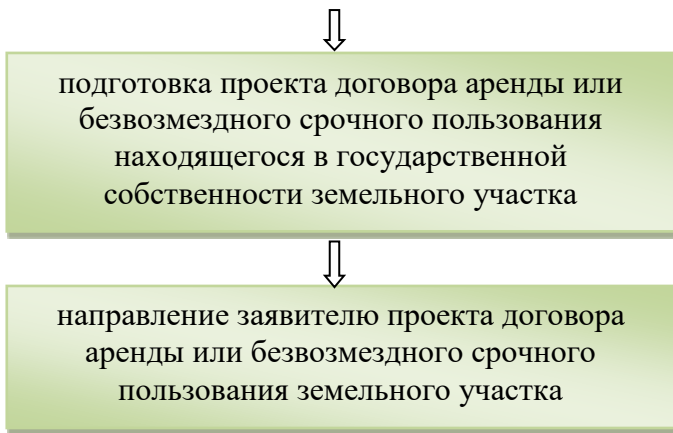 подготовка проекта договора аренды или
безвозмездного срочного пользования
находящегося в государственной
собственности земельного участка
направление заявителю проекта договора
аренды или безвозмездного срочного
пользования земельного участка